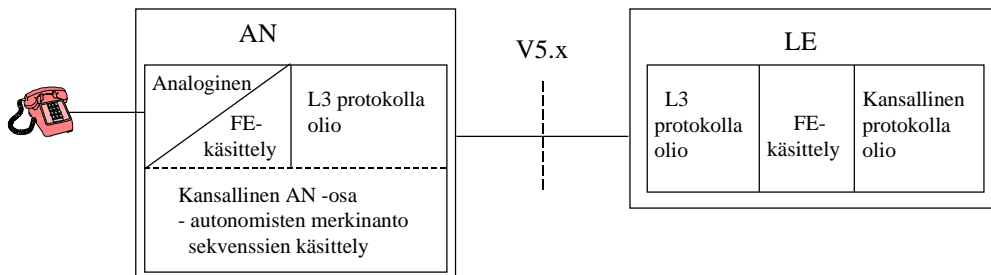 AN
Analoginen
FE-
käsittely
L3 protokolla
olio
Kansallinen AN -osa
- autonomisten merkinanto
sekvenssien käsittely
V5.x
LE
L3
protokolla
olio
FE-
käsittely
Kansallinen
protokolla
olio